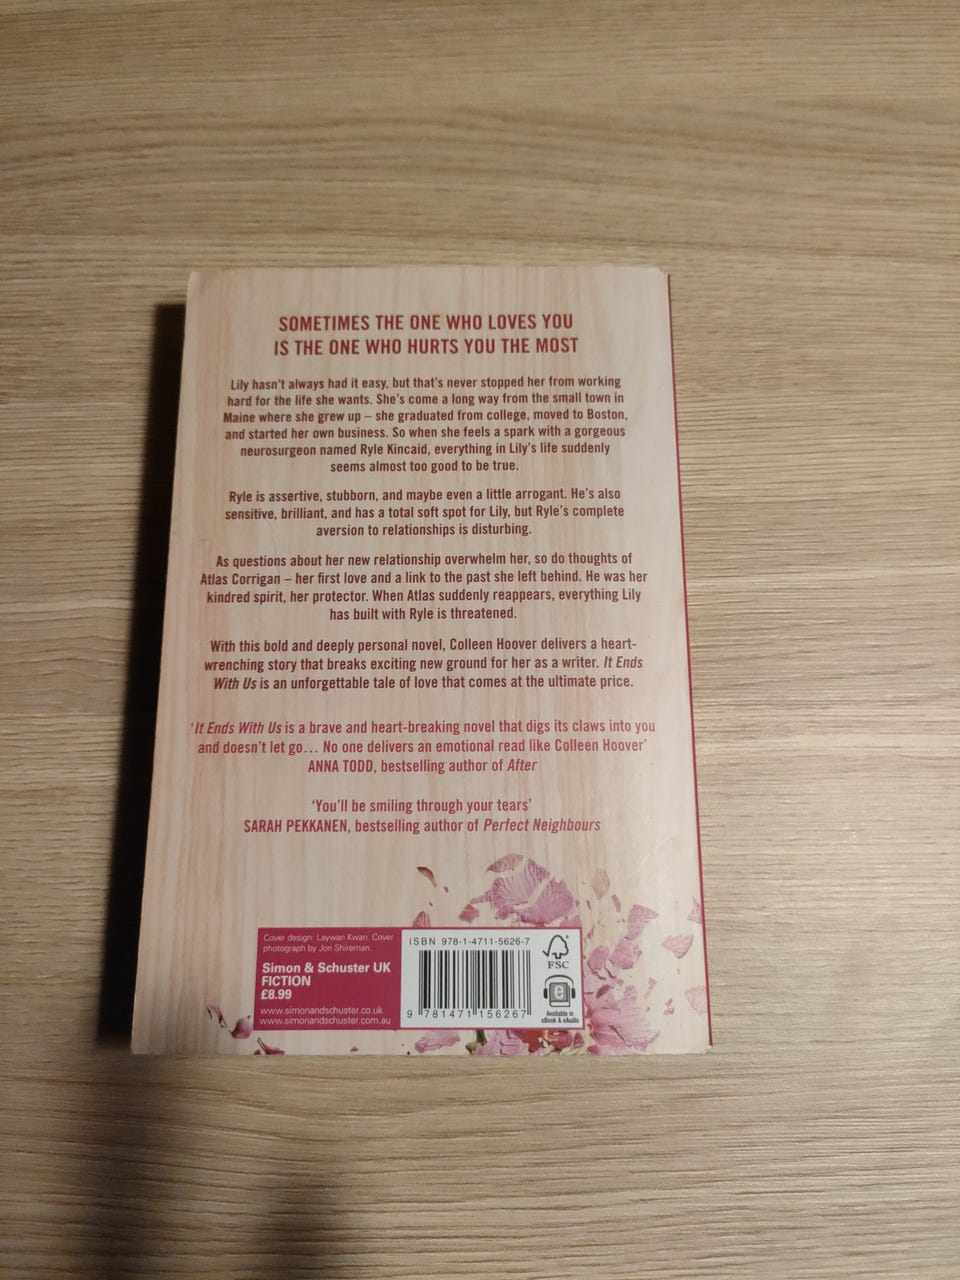 SOMETIMES THE ONE WHO LOVES YOU
IS THE ONE WHO HURTS YOU THE MOST
Lily hasn't always had it easy, but that's never stopped her from working
hard for the life she wants. She's come a long way from the small town in
Maine where she grew up – she graduated from college, moved to Boston,
and started her own business. So when she feels a spark with a gorgeous
neurosurgeon named Ryle Kincaid, everything in Lily's life suddenly
seems almost too good to be true.
Ryle is assertive, stubborn, and maybe even a little arrogant. He's also
sensitive, brilliant, and has a total soft spot for Lily, but Ryle's complete
aversion to relationships is disturbing.
As questions about her new relationship overwhelm her, so do thoughts of
Atlas Corrigan – her first love and a link to the past she left behind. He was her
kindred spirit, her protector. When Atlas suddenly reappears, everything Lily
has built with Ryle is threatened.
With this bold and deeply personal novel, Colleen Hoover delivers a heart-
wrenching story that breaks exciting new ground for her as a writer. It Ends
With Us is an unforgettable tale of love that comes at the ultimate price.
'It Ends With Us is a brave and heart-breaking novel that digs its claws into you
and doesn't let go… No one delivers an emotional read like Colleen Hoover'
ANNA TODD, bestselling author of After
'You'll be smiling through your tears'
SARAH PEKKANEN, bestselling author of Perfect Neighbours
Cover design: Laywan Kwan. Cover
photograph by Jon Shireman.
Simon & Schuster UK
FICTION
£8.99
www.simonandschuster.co.uk
www.simonandschuster.com.au
ISBN 978-1-4711-5626-7
9 781471 156267
FSC
e
Available in
eBook & eAudio